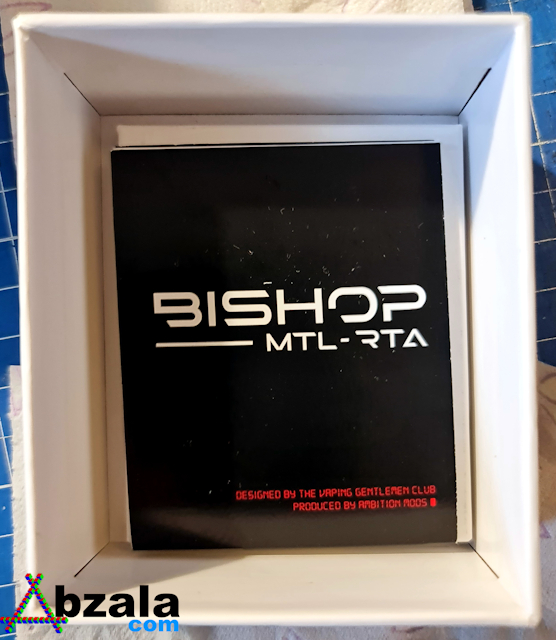 BISHOP
MTL-RTA
DESIGNED BY THE VAPING GENTLEMEN CLUB
PRODUCED BY AMBITION MODS
Abzala
com